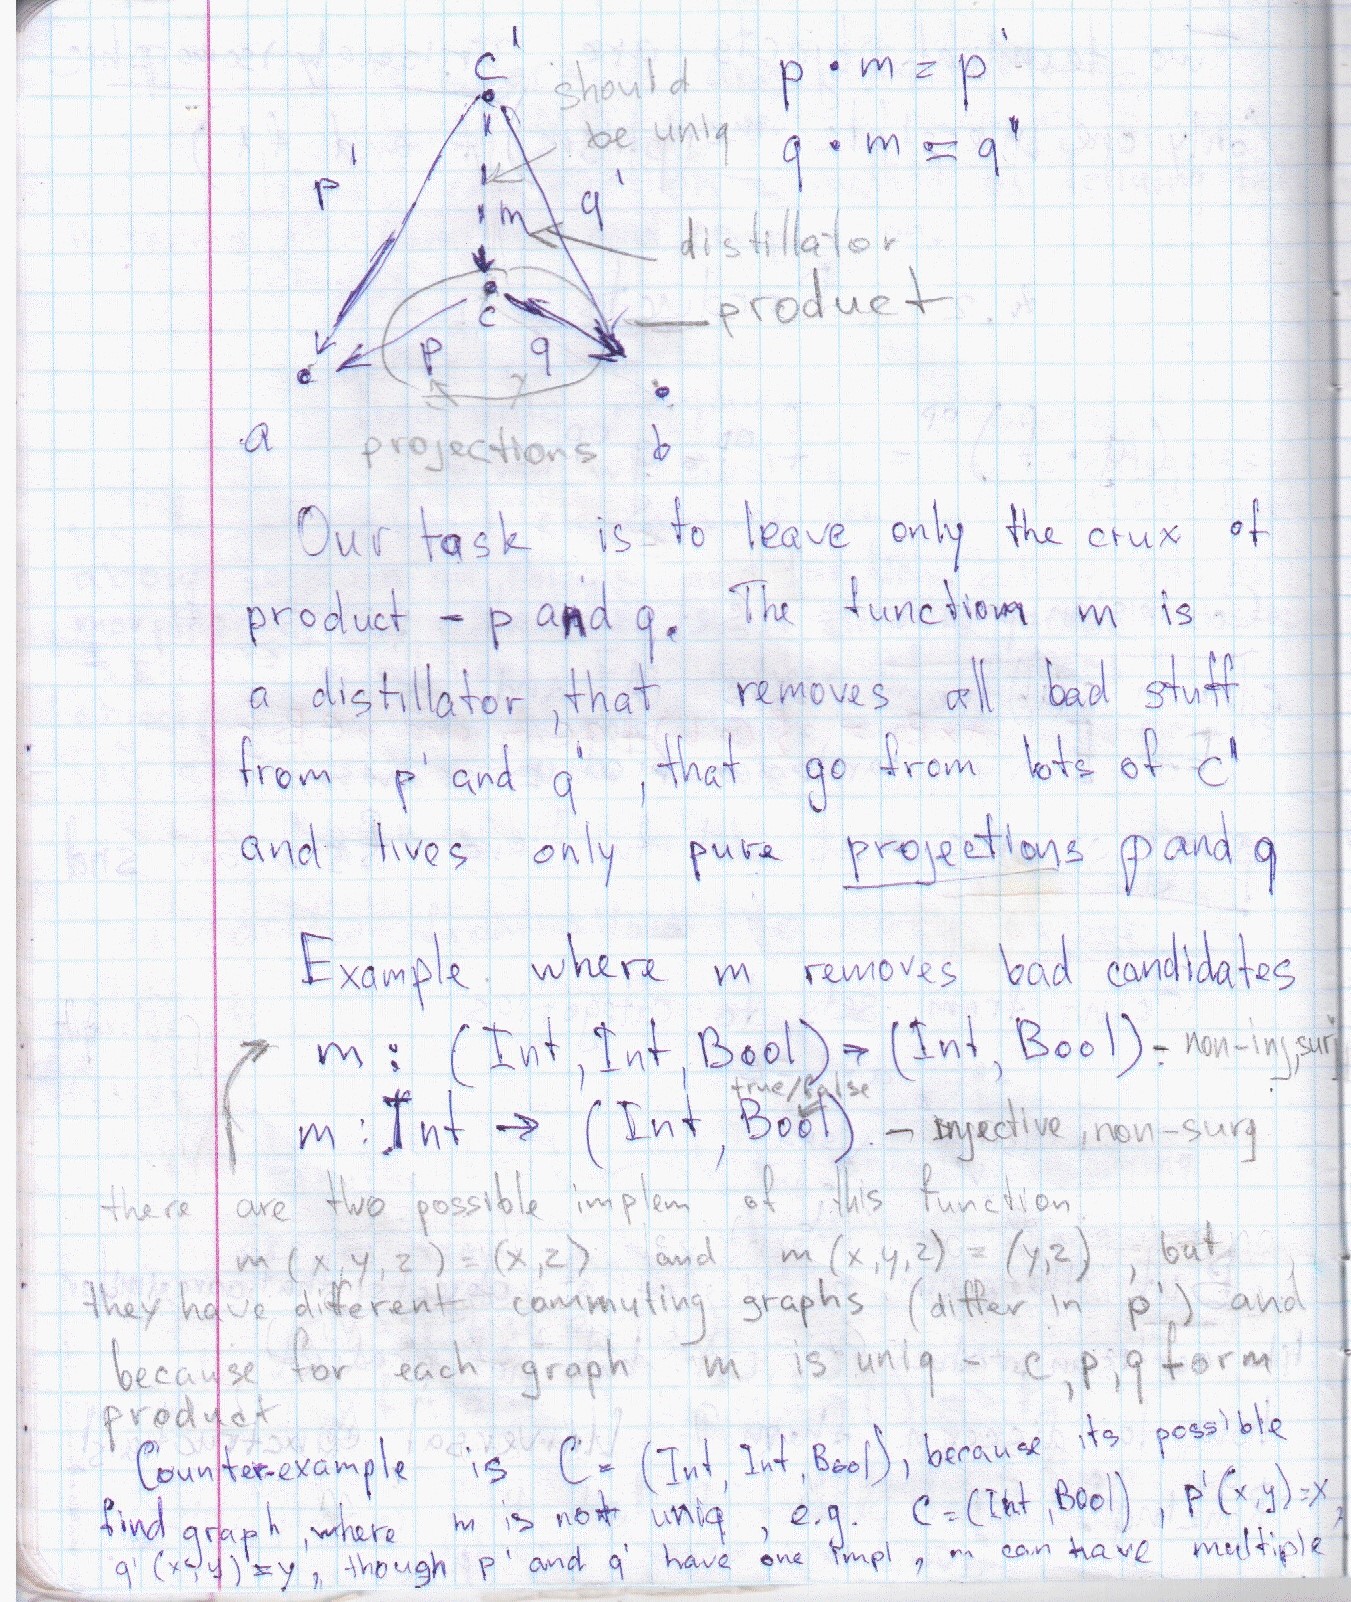 c'
should
p · m = p'
be uniq
q · m = q'
p'
q'
m
distillator
c
product
p
q
a
projections
b
Our task is to leave only the crux of
product - p and q. The function m is
a distillator, that removes all bad stuff
from p' and q', that go from lots of c'
and lives only pure projections p and q
Example where m removes bad candidates
m : (Int, Int, Bool) → (Int, Bool) - non-inj, surj
true/false
m : Int → (Int, Bool) - injective, non-surj
there are two possible implem of this function
m (x, y, z) = (x, z) and m (x, y, z) = (y, z), but
they have different commuting graphs (differ in p') and
because for each graph m is uniq - c, p, q form
product
Counter-example is C = (Int, Int, Bool), because its possible
find graph, where m is not uniq, e.g. C = (Int, Bool), p'(x, y) = x,
q'(x, y) = y, though p' and q' have one impl, m can have multiple